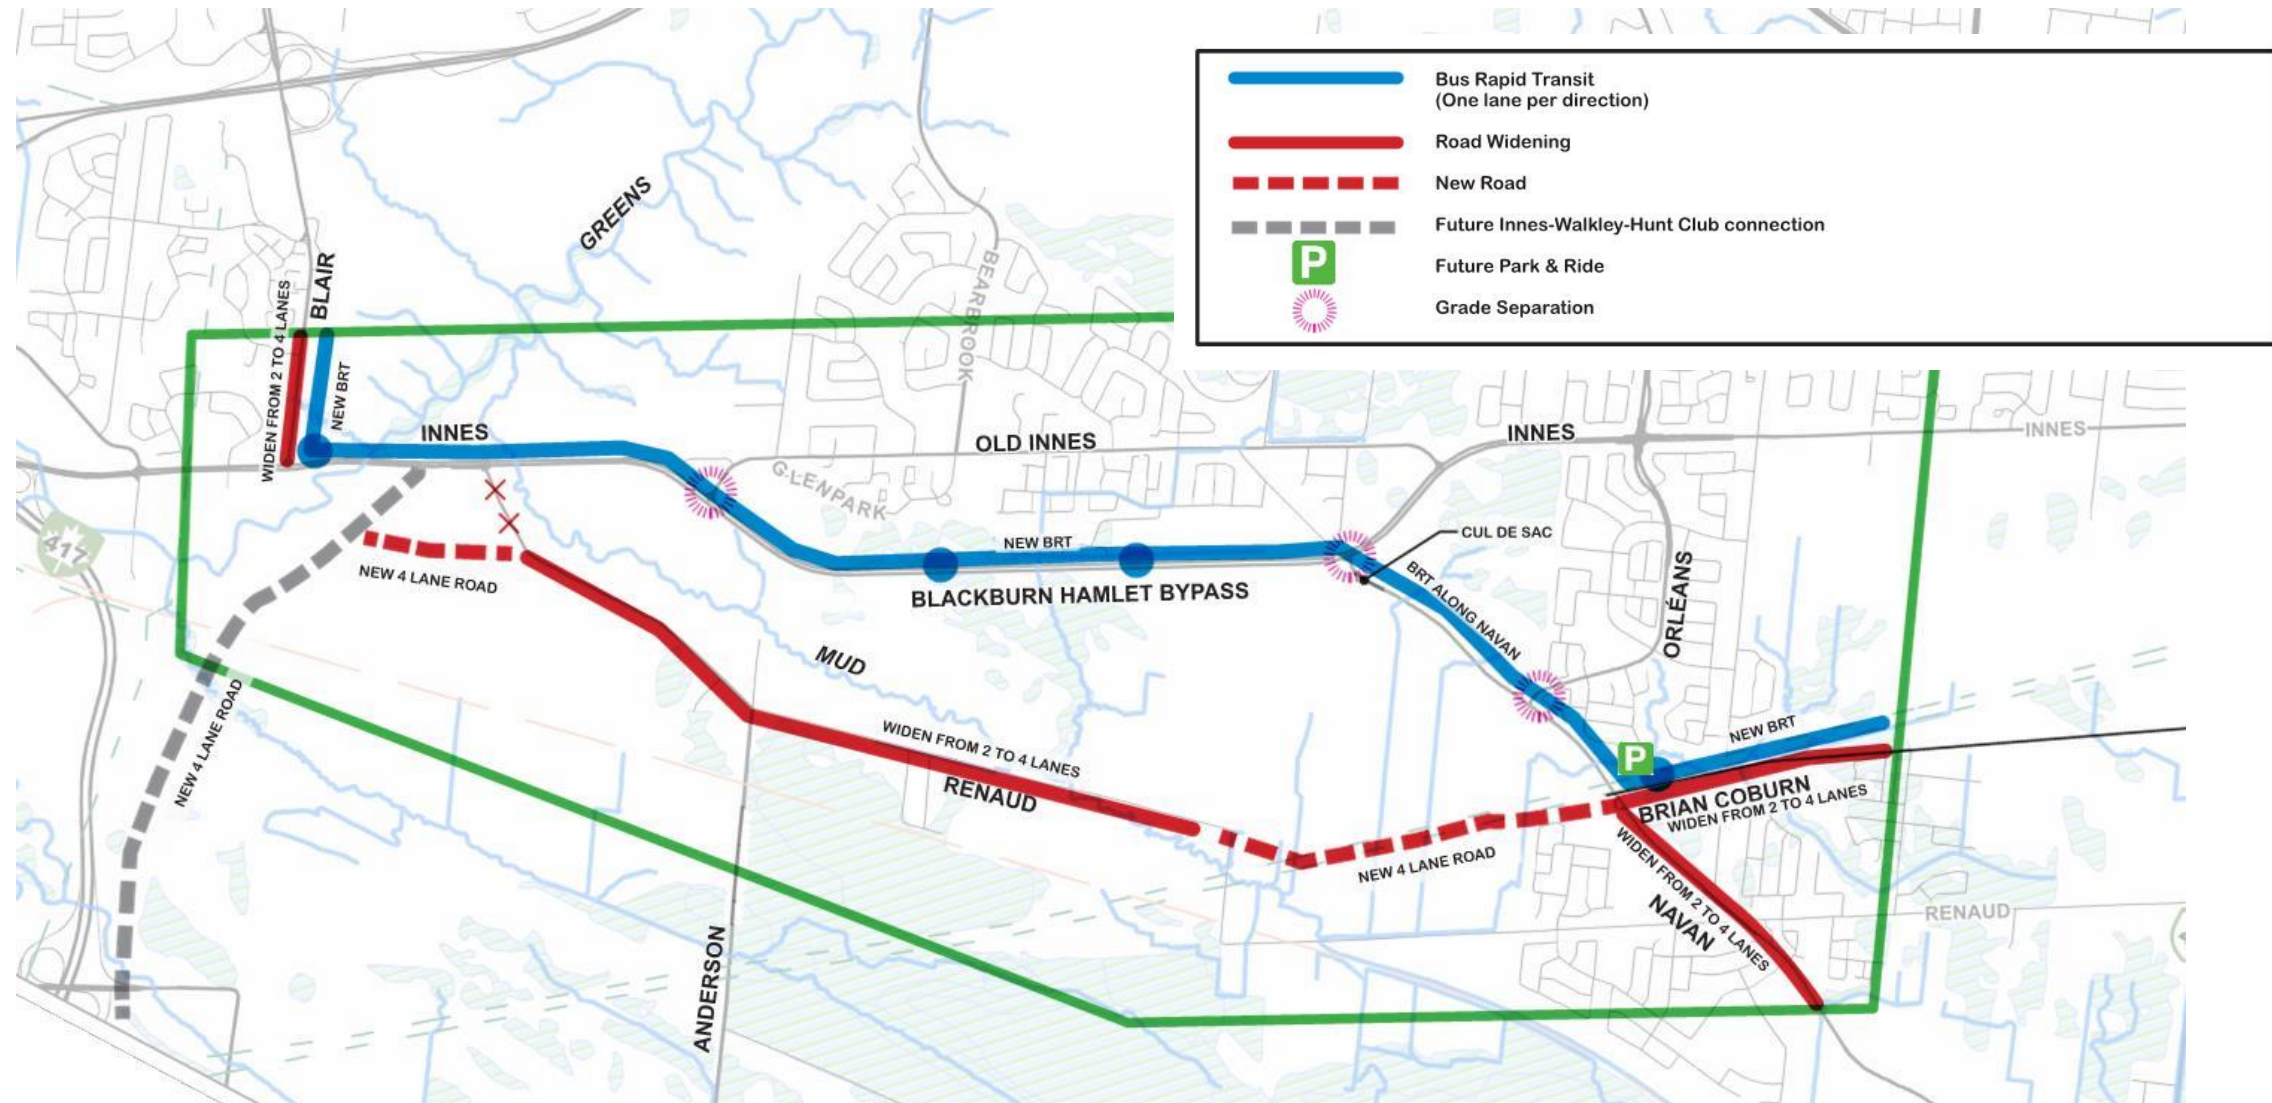 Bus Rapid Transit
(One lane per direction)
Road Widening
New Road
Future Innes-Walkley-Hunt Club connection
P
Future Park & Ride
Grade Separation
GREENS
BLAIR
BEARBROOK
WIDEN FROM 2 TO 4 LANES
NEW BRT
INNES
OLD INNES
INNES
INNES
GLENPARK
417
NEW BRT
CUL DE SAC
NEW 4 LANE ROAD
BLACKBURN HAMLET BYPASS
BRT ALONG NAVAN
ORLÉANS
MUD
NEW 4 LANE ROAD
WIDEN FROM 2 TO 4 LANES
RENAUD
P
NEW BRT
BRIAN COBURN
WIDEN FROM 2 TO 4 LANES
NEW 4 LANE ROAD
WIDEN FROM 2 TO 4 LANES
NAVAN
RENAUD
ANDERSON